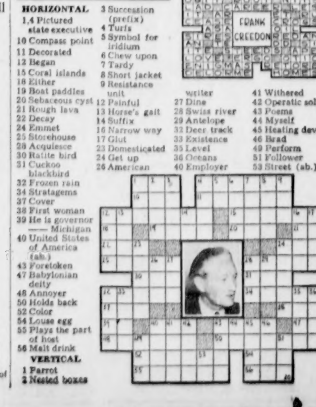 HORIZONTAL
1,4 Pictured
state executive
10 Compass point
11 Decorated
12 Began
15 Coral islands
18 Either
19 Boat paddles
20 Sebaceous cyst
21 Rough lava
22 Decay
24 Emmet
25 Storehouse
28 Acquiesce
30 Ratite bird
31 Cuckoo
blackbird
32 Frozen rain
34 Stratagems
37 Cover
38 First woman
39 He is governor
—— Michigan
40 United States
of America
(ab.)
43 Foretoken
47 Babylonian
deity
48 Annoyer
50 Holds back
52 Color
54 Louse egg
55 Plays the part
of host
56 Malt drink
VERTICAL
1 Parrot
2 Nested boxes
3 Succession
(prefix)
4 Turfs
5 Symbol for
iridium
6 Chew upon
7 Tardy
8 Short jacket
9 Resistance
unit
12 Painful
13 Horse's gait
14 Suffix
16 Narrow way
17 Glut
23 Domesticated
24 Get up
26 American
writer
27 Dine
28 Swiss river
29 Antelope
32 Deer track
33 Existence
35 Level
36 Oceans
40 Employer
41 Withered
42 Operatic sol
43 Poems
44 Myself
45 Healing dev
46 Brad
49 Perform
51 Follower
53 Street (ab.)
FRANK
CREEDON